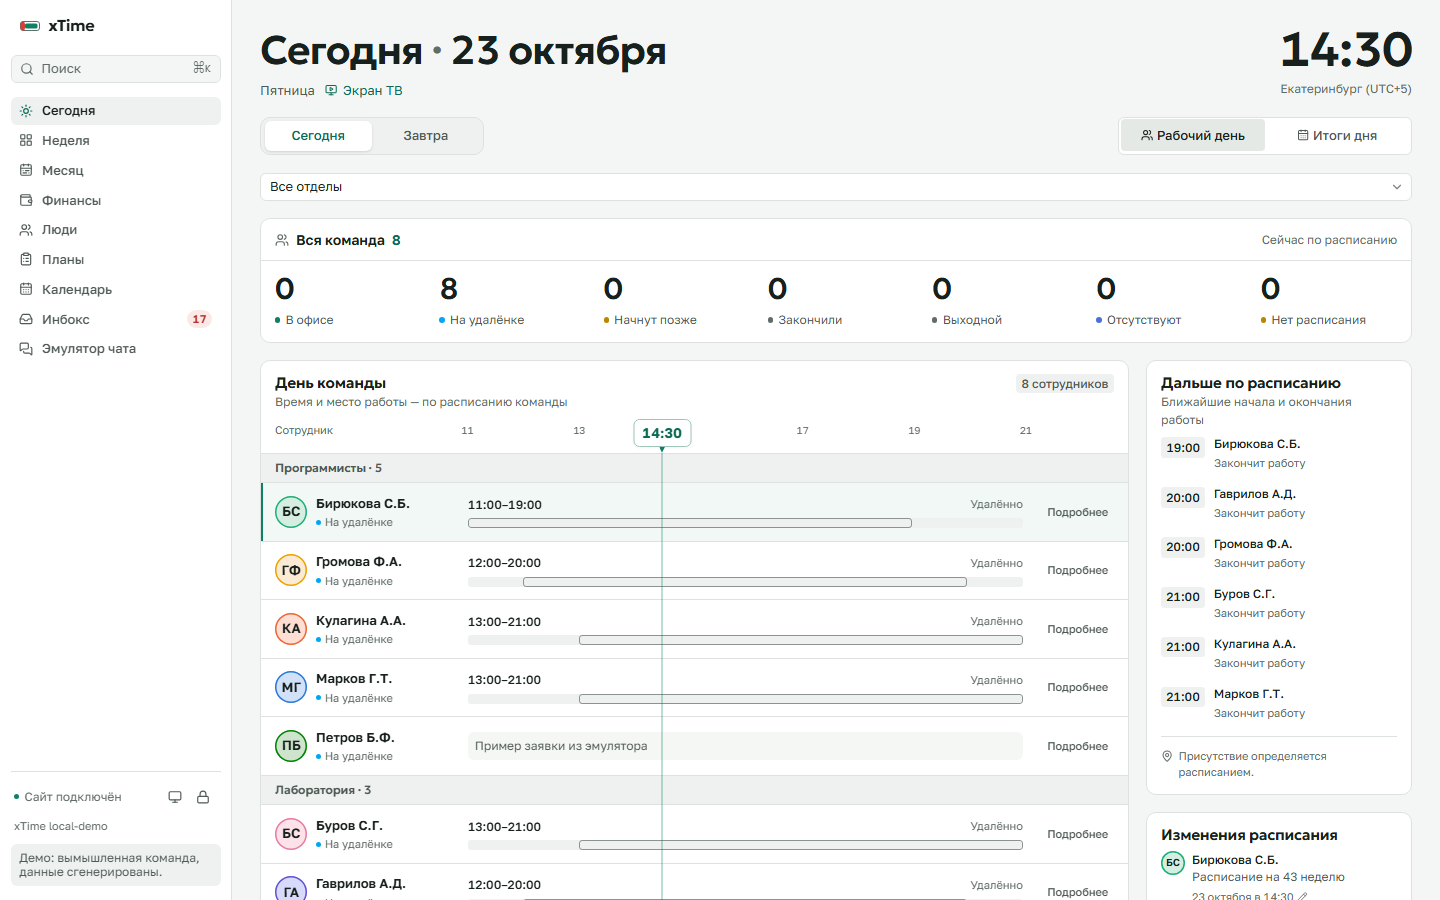 xTime
Поиск
⌘K
Сегодня
Неделя
Месяц
Финансы
Люди
Планы
Календарь
Инбокс 17
Эмулятор чата
Сайт подключён
xTime local-demo
Демо: вымышленная команда,
данные сгенерированы.
Сегодня · 23 октября
Пятница
Экран ТВ
14:30
Екатеринбург (UTC+5)
Сегодня
Завтра
Рабочий день
Итоги дня
Все отделы
Вся команда 8
Сейчас по расписанию
0
В офисе
8
На удалёнке
0
Начнут позже
0
Закончили
0
Выходной
0
Отсутствуют
0
Нет расписания
День команды
8 сотрудников
Время и место работы — по расписанию команды
Сотрудник 11 13 14:30 17 19 21
Программисты · 5
БС
Бирюкова С.Б.
На удалёнке
11:00–19:00
Удалённо
Подробнее
ГФ
Громова Ф.А.
На удалёнке
12:00–20:00
Удалённо
Подробнее
КА
Кулагина А.А.
На удалёнке
13:00–21:00
Удалённо
Подробнее
МГ
Марков Г.Т.
На удалёнке
13:00–21:00
Удалённо
Подробнее
ПБ
Петров Б.Ф.
На удалёнке
Пример заявки из эмулятора
Подробнее
Лаборатория · 3
БС
Буров С.Г.
На удалёнке
13:00–21:00
Удалённо
Подробнее
ГА
Гаврилов А.Д.
12:00–20:00
Удалённо
Подробнее
Дальше по расписанию
Ближайшие начала и окончания
работы
19:00 Бирюкова С.Б.
Закончит работу
20:00 Гаврилов А.Д.
Закончит работу
20:00 Громова Ф.А.
Закончит работу
21:00 Буров С.Г.
Закончит работу
21:00 Кулагина А.А.
Закончит работу
21:00 Марков Г.Т.
Закончит работу
Присутствие определяется
расписанием.
Изменения расписания
БС
Бирюкова С.Б.
Расписание на 43 неделю
23 октября в 14:30